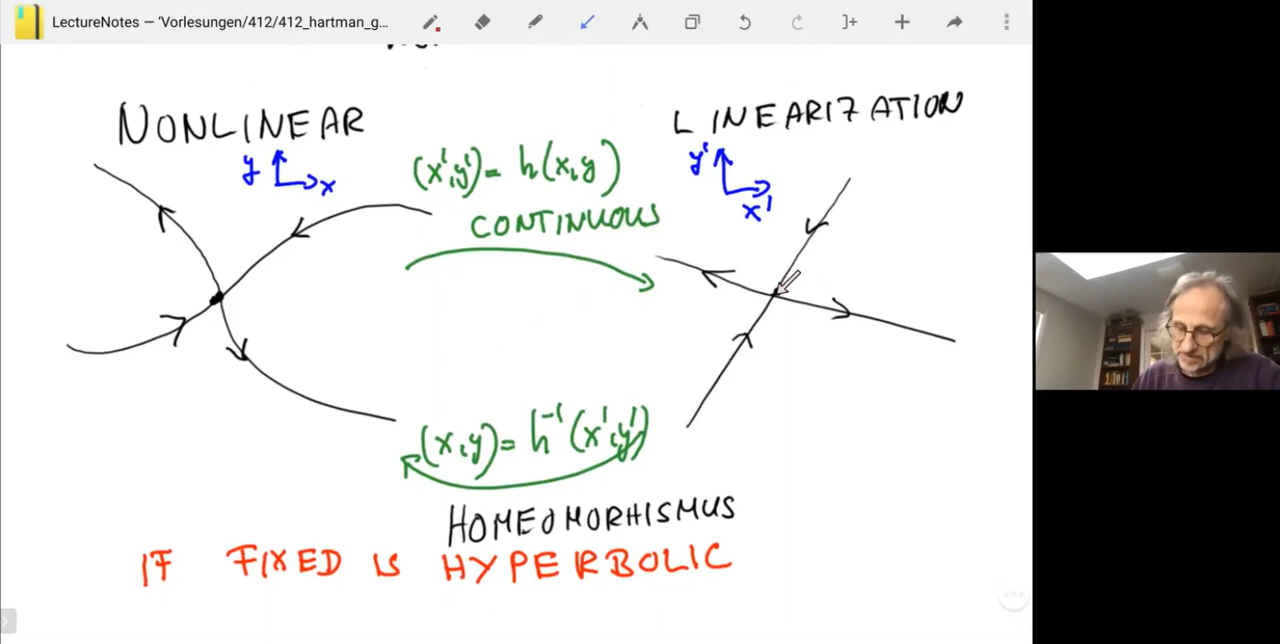 LectureNotes — 'Vorlesungen/412/412_hartman_g...
NONLINEAR
LINEARIZATION
y
x
(x',y') = h(x,y)
y'
x'
CONTINUOUS
(x,y) = h⁻¹(x',y')
HOMEOMORHISMUS
IF FIXED IS HYPERBOLIC